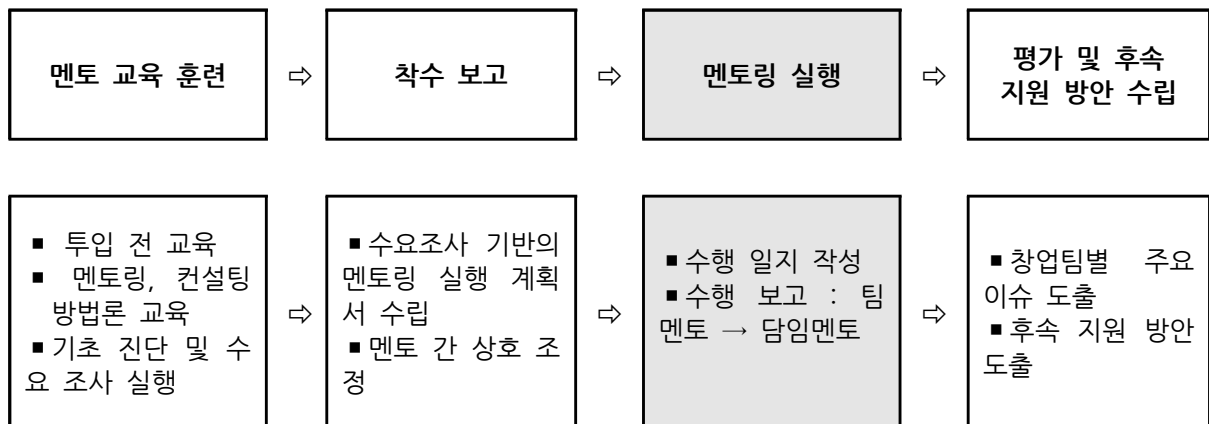 멘토 교육 훈련 ⇨ 착수 보고 ⇨ 멘토링 실행 ⇨ 평가 및 후속
지원 방안 수립
■ 투입 전 교육
■ 멘토링, 컨설팅
방법론 교육
■기초 진단 및 수
요 조사 실행
⇨
■수요조사 기반의
멘토링 실행 계획
서 수립
■멘토 간 상호 조
정
⇨
■수행 일지 작성
■수행 보고 : 팀
멘토 → 담임멘토
⇨
■창업팀별 주요
이슈 도출
■후속 지원 방안
도출